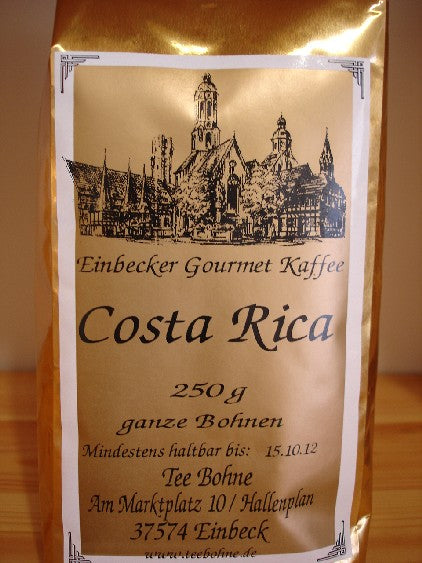 Einbecker Gourmet Kaffee
Costa Rica
250 g
ganze Bohnen
Mindestens haltbar bis: 15.10.12
Tee Bohne
Am Marktplatz 10 / Hallenplan
37574 Einbeck
www.teebohne.de